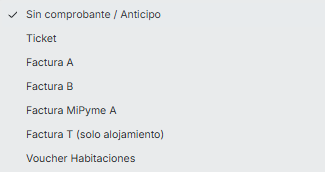 Sin comprobante / Anticipo
Ticket
Factura A
Factura B
Factura MiPyme A
Factura T (solo alojamiento)
Voucher Habitaciones